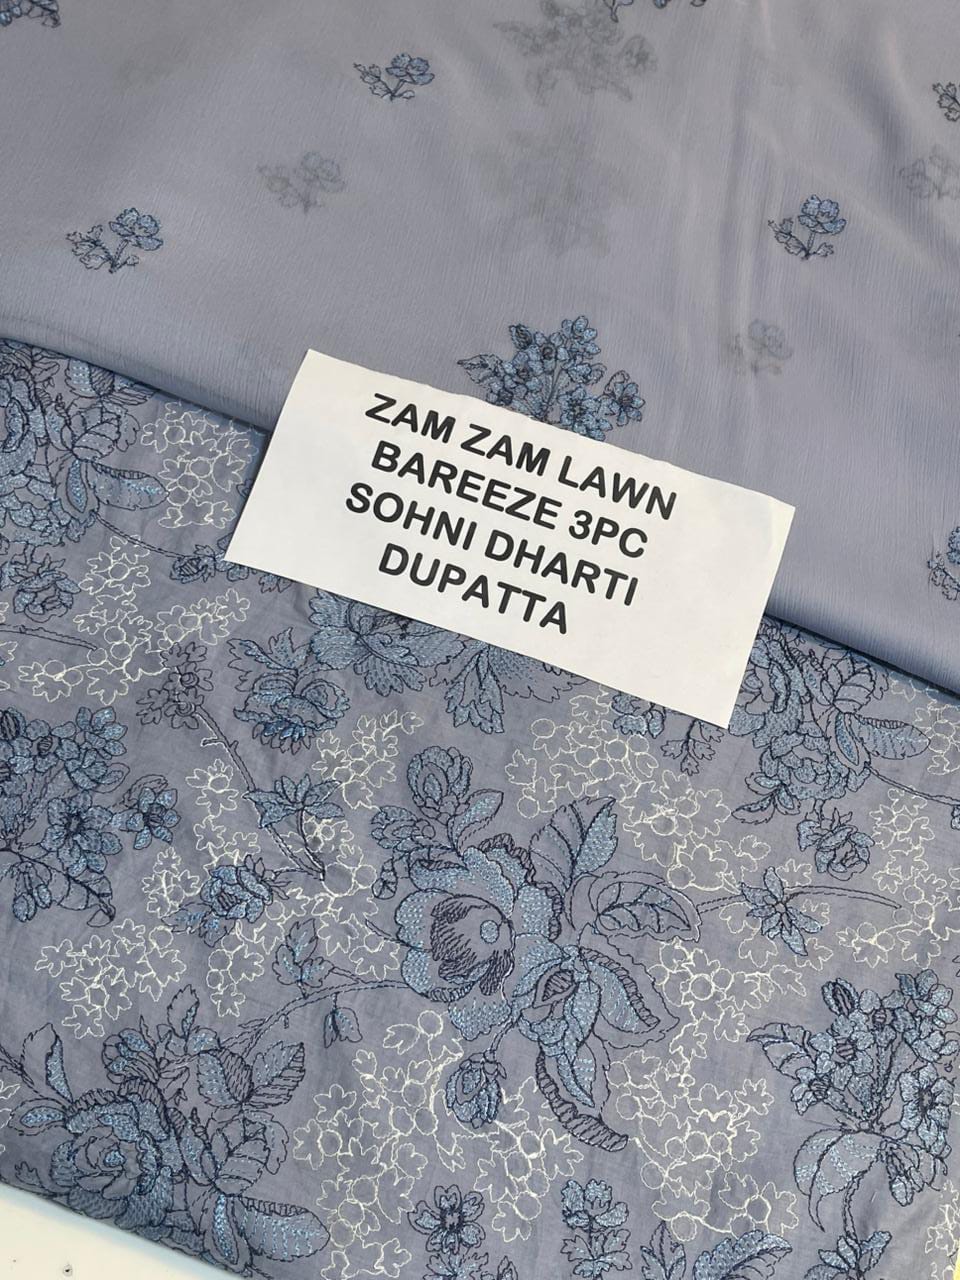 ZAM ZAM LAWN
BAREEZE 3PC
SOHNI DHARTI
DUPATTA